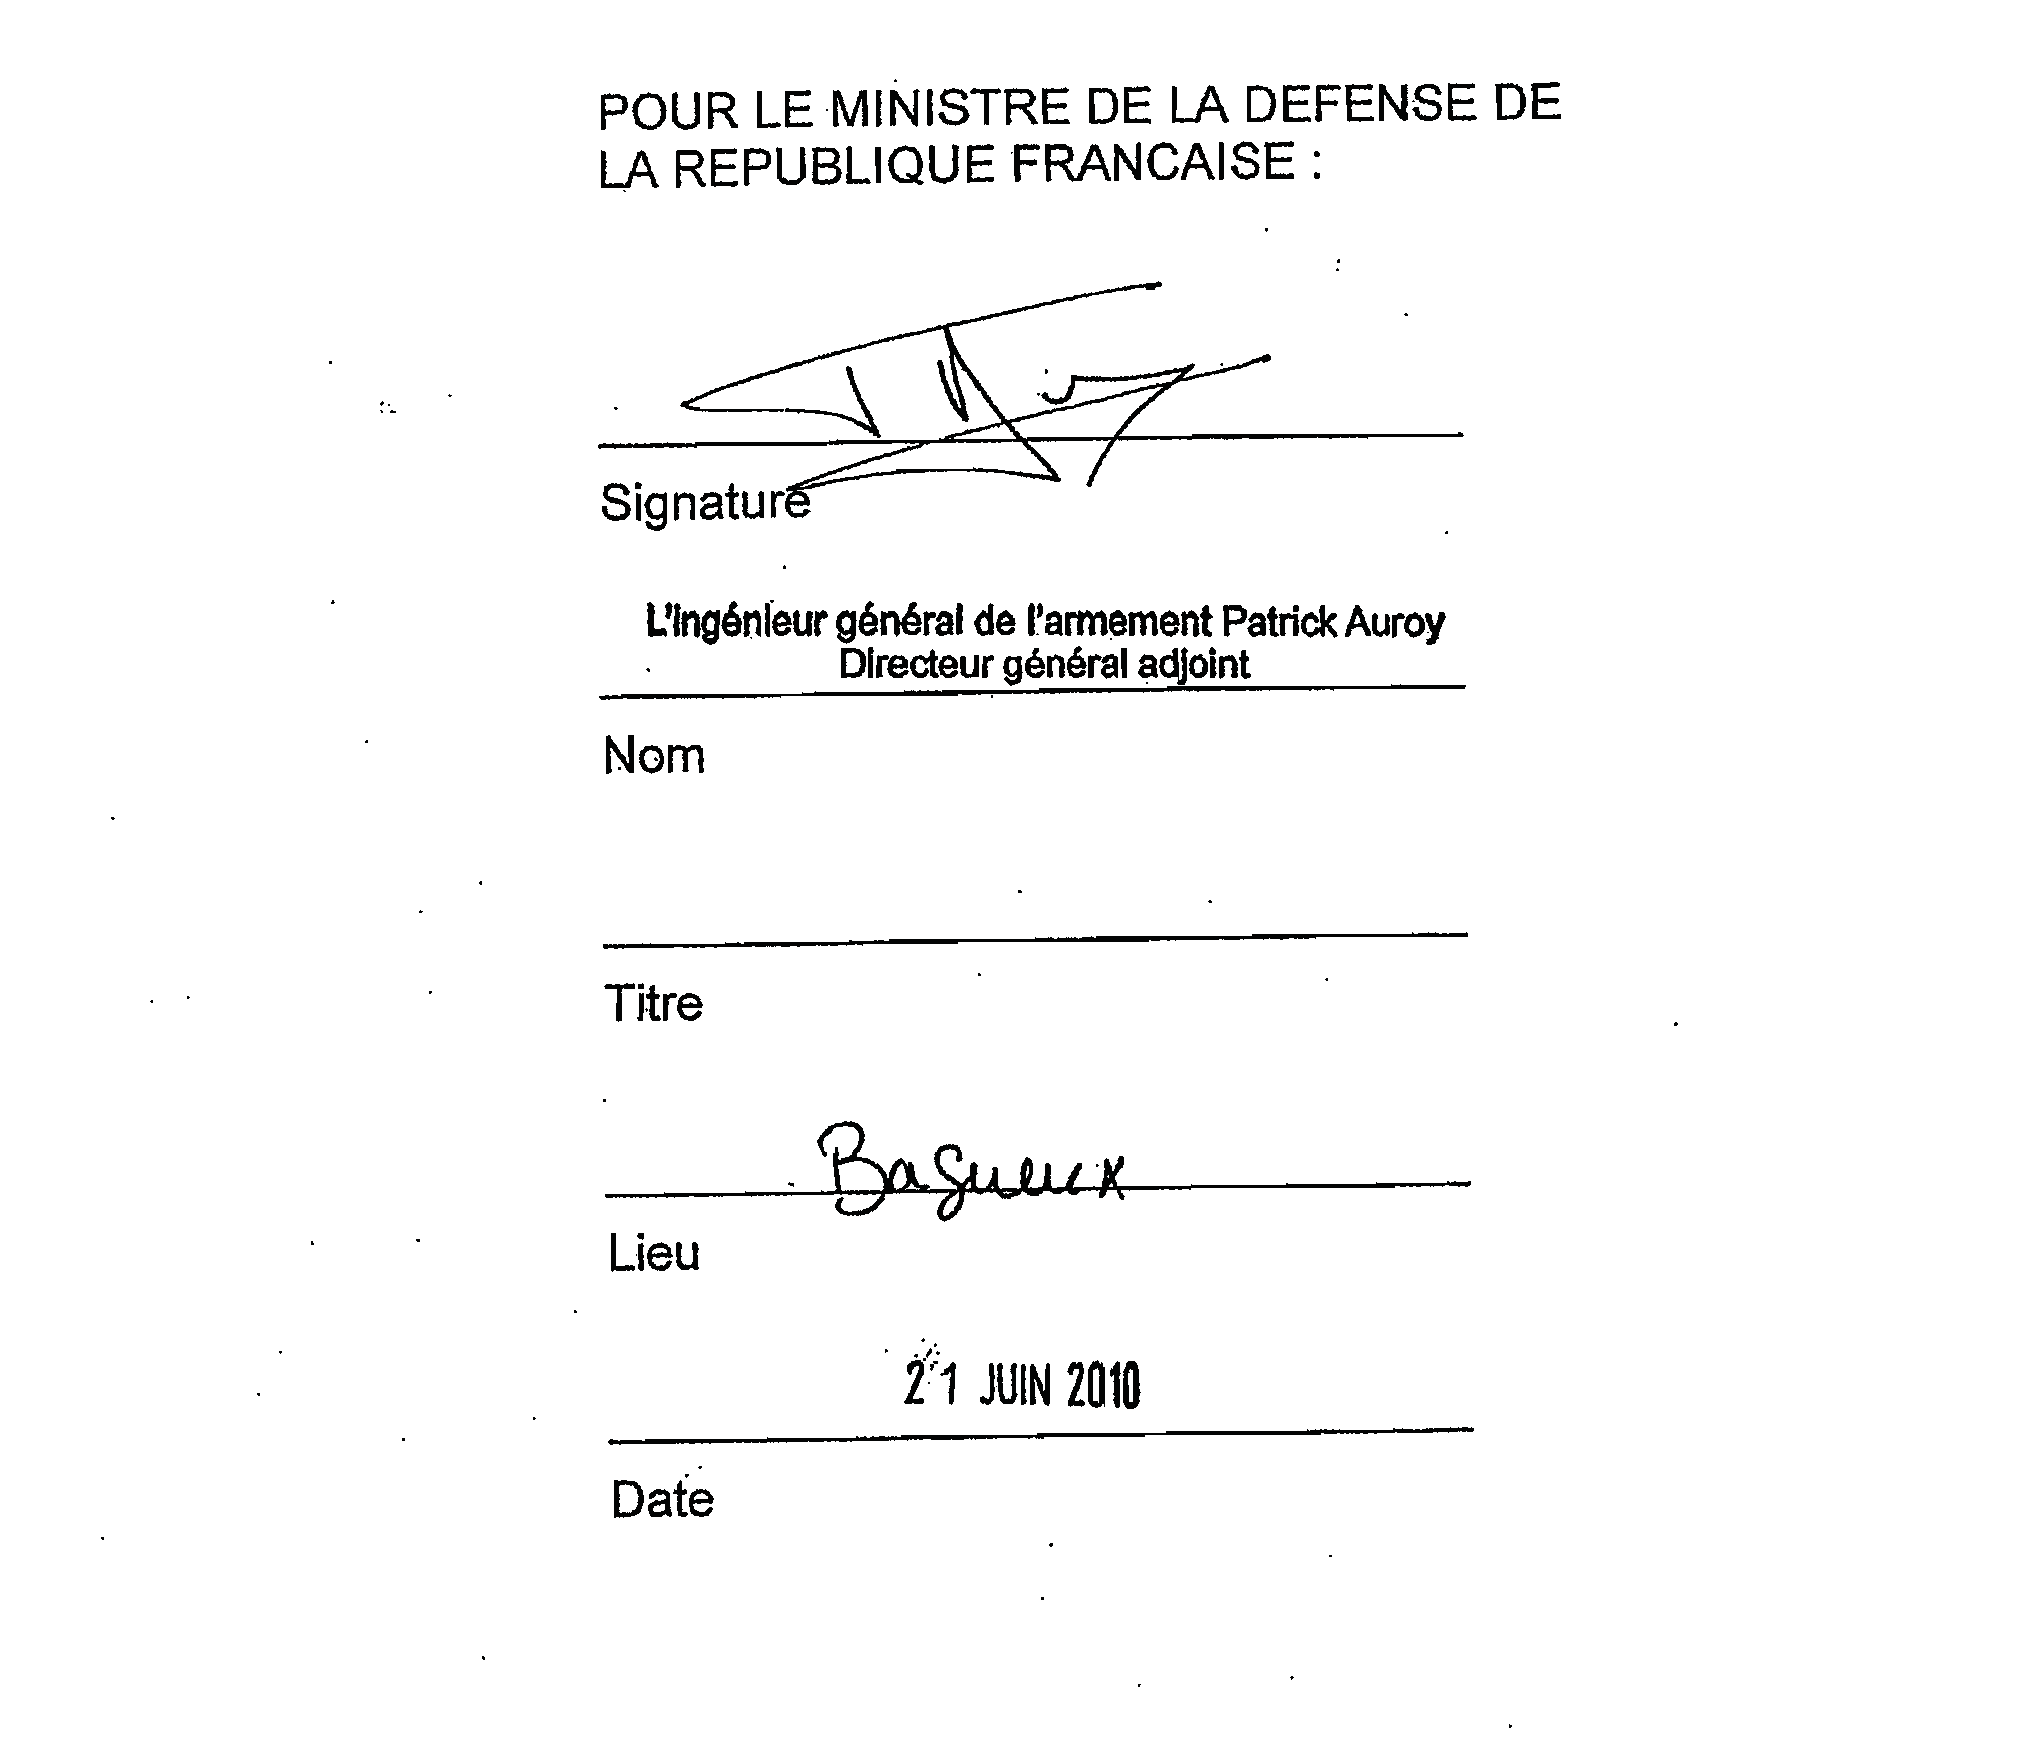 POUR LE MINISTRE DE LA DEFENSE DE
LA REPUBLIQUE FRANCAISE :
Signature
L'Ingénieur général de l'armement Patrick Auroy
Directeur général adjoint
Nom
Titre
Bagneux
Lieu
21 JUIN 2010
Date